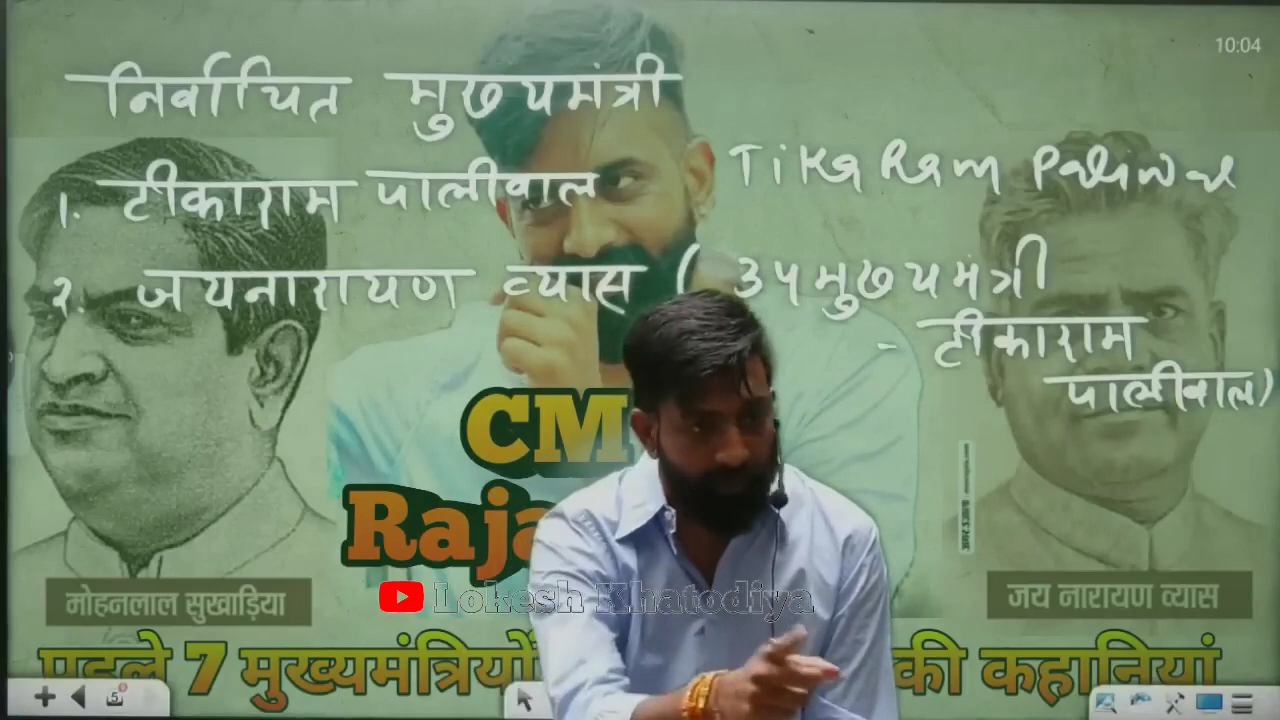 10:04
निर्वाचित मुख्यमंत्री
1. टीकाराम पालीवाल Tika Ram Paliwal
२. जयनारायण व्यास ( उपमुख्यमंत्री
- टीकाराम
पालीवाल)
CM
Raja
Lokesh Khatodiya
मोहनलाल सुखाड़िया
जय नारायण व्यास
पहले 7 मुख्यमंत्रियों की कहानियां